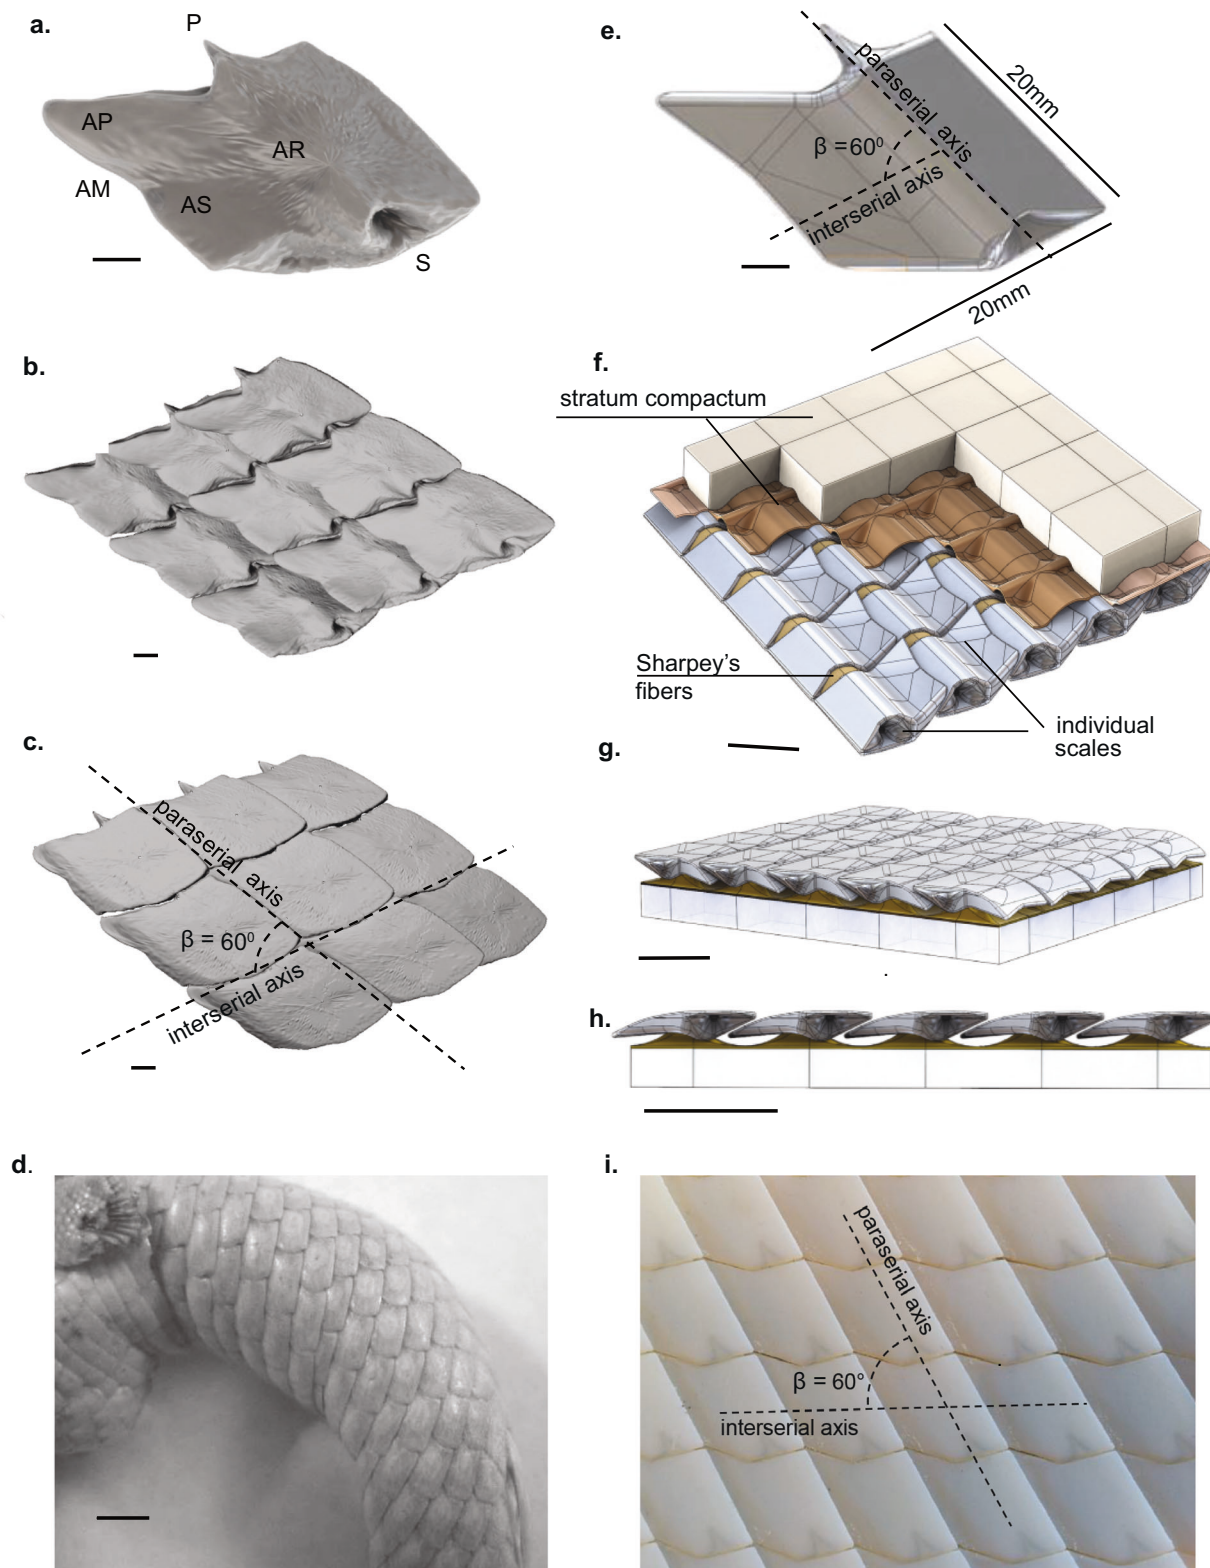 a.
P
AP
AR
AM
AS
S
b.
c.
paraserial axis
β = 60⁰
interserial axis
d.
e.
paraserial axis
20mm
β = 60⁰
interserial axis
20mm
f.
stratum compactum
Sharpey's
fibers
individual
scales
g.
h.
i.
paraserial axis
β = 60°
interserial axis